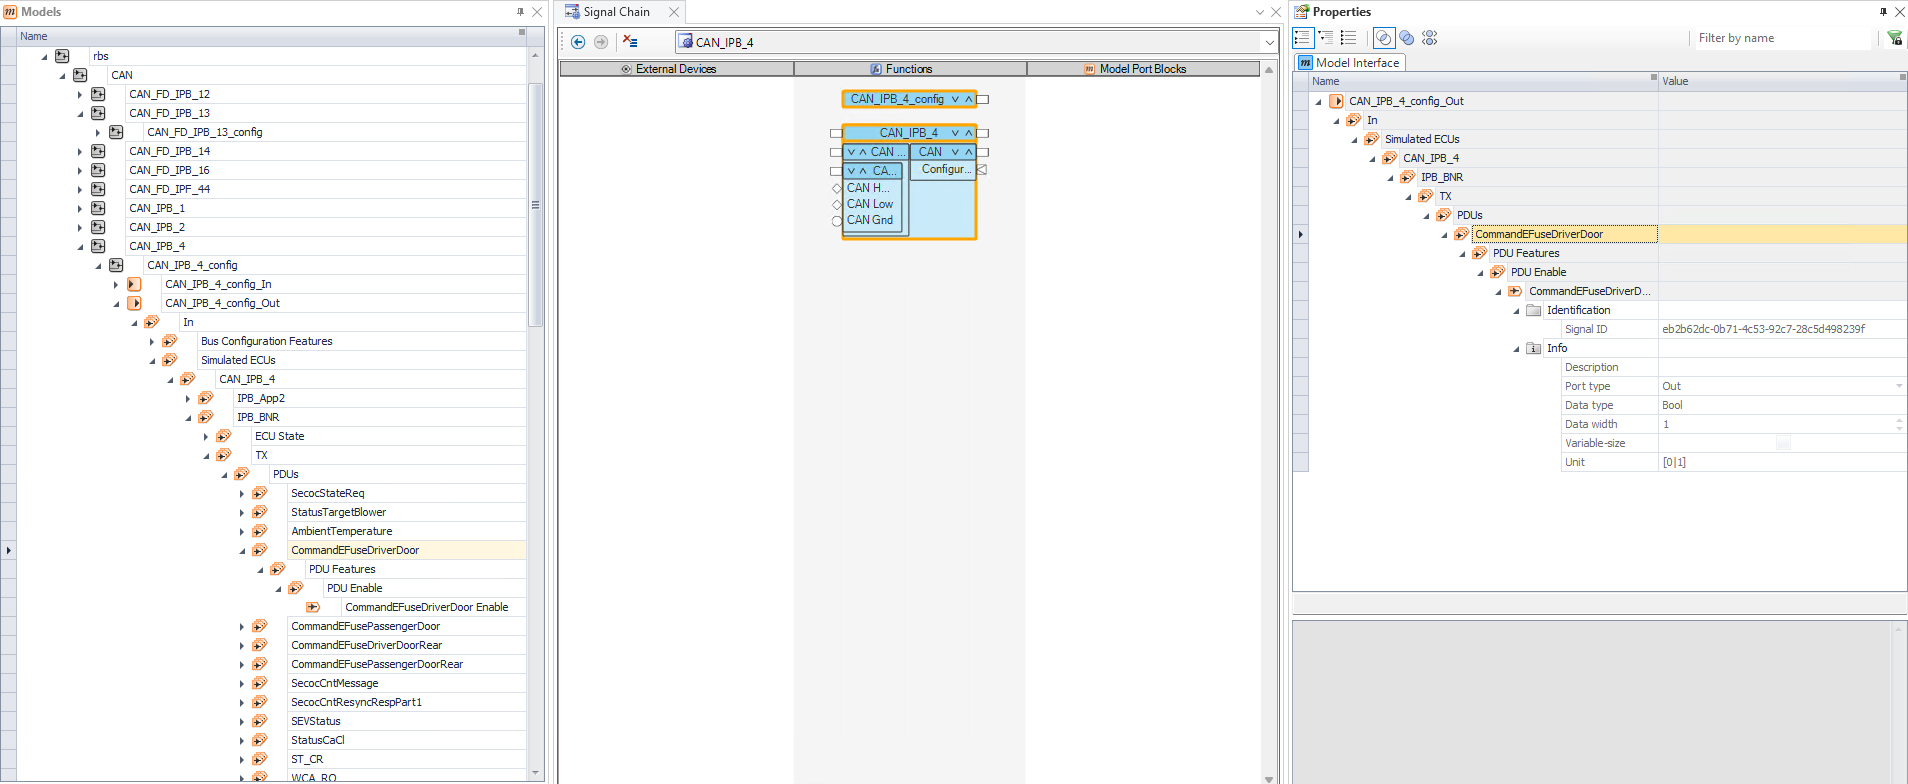 Models
Name
rbs
CAN
CAN_FD_IPB_12
CAN_FD_IPB_13
CAN_FD_IPB_13_config
CAN_FD_IPB_14
CAN_FD_IPB_16
CAN_FD_IPF_44
CAN_IPB_1
CAN_IPB_2
CAN_IPB_4
CAN_IPB_4_config
CAN_IPB_4_config_In
CAN_IPB_4_config_Out
In
Bus Configuration Features
Simulated ECUs
CAN_IPB_4
IPB_App2
IPB_BNR
ECU State
TX
PDUs
SecocStateReq
StatusTargetBlower
AmbientTemperature
CommandEFuseDriverDoor
PDU Features
PDU Enable
CommandEFuseDriverDoor Enable
CommandEFusePassengerDoor
CommandEFuseDriverDoorRear
CommandEFusePassengerDoorRear
SecocCntMessage
SecocCntResyncRespPart1
SEVStatus
StatusCaCl
ST_CR
WCA_RQ
Signal Chain
CAN_IPB_4
External Devices
Functions
Model Port Blocks
CAN_IPB_4_config
CAN_IPB_4
CAN ...
CAN
CA...
Configur...
CAN H...
CAN Low
CAN Gnd
Properties
Filter by name
Model Interface
Name
Value
CAN_IPB_4_config_Out
In
Simulated ECUs
CAN_IPB_4
IPB_BNR
TX
PDUs
CommandEFuseDriverDoor
PDU Features
PDU Enable
CommandEFuseDriverD...
Identification
Signal ID eb2b62dc-0b71-4c53-92c7-28c5d498239f
Info
Description
Port type Out
Data type Bool
Data width 1
Variable-size
Unit [0|1]